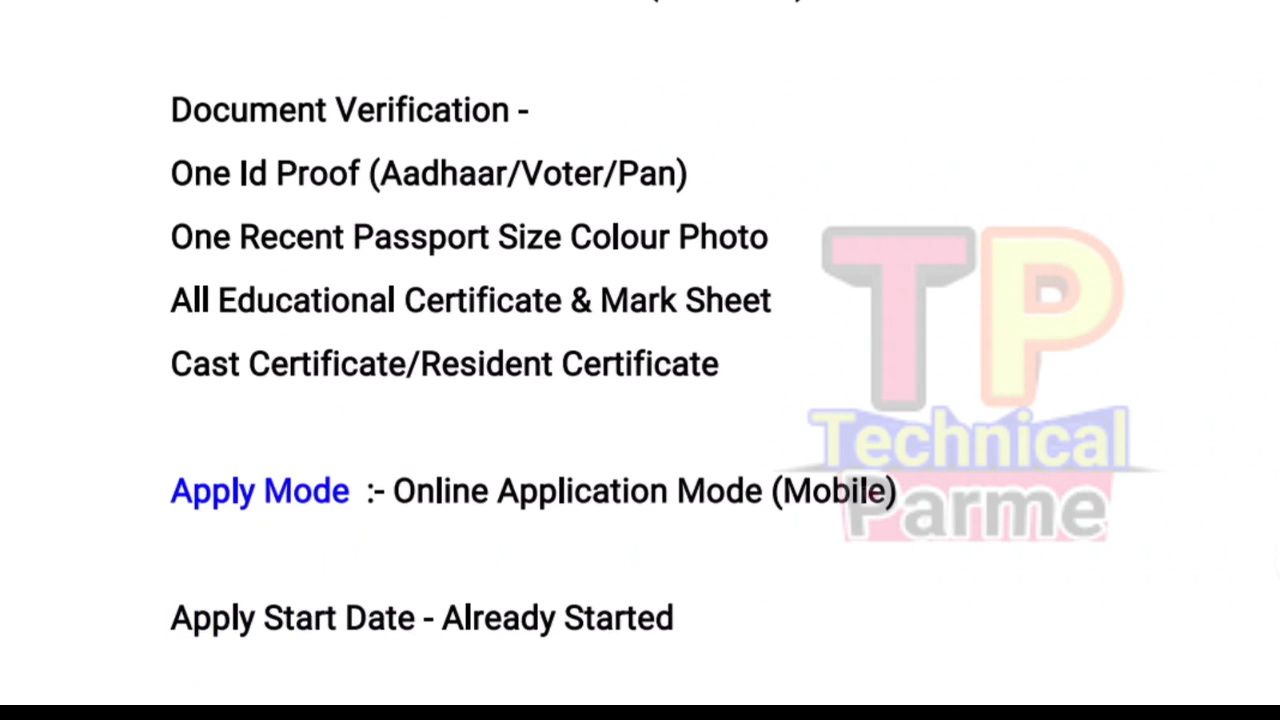 Document Verification -
One Id Proof (Aadhaar/Voter/Pan)
One Recent Passport Size Colour Photo
All Educational Certificate & Mark Sheet
Cast Certificate/Resident Certificate
TP
Technical
Parme
Apply Mode :- Online Application Mode (Mobile)
Apply Start Date - Already Started